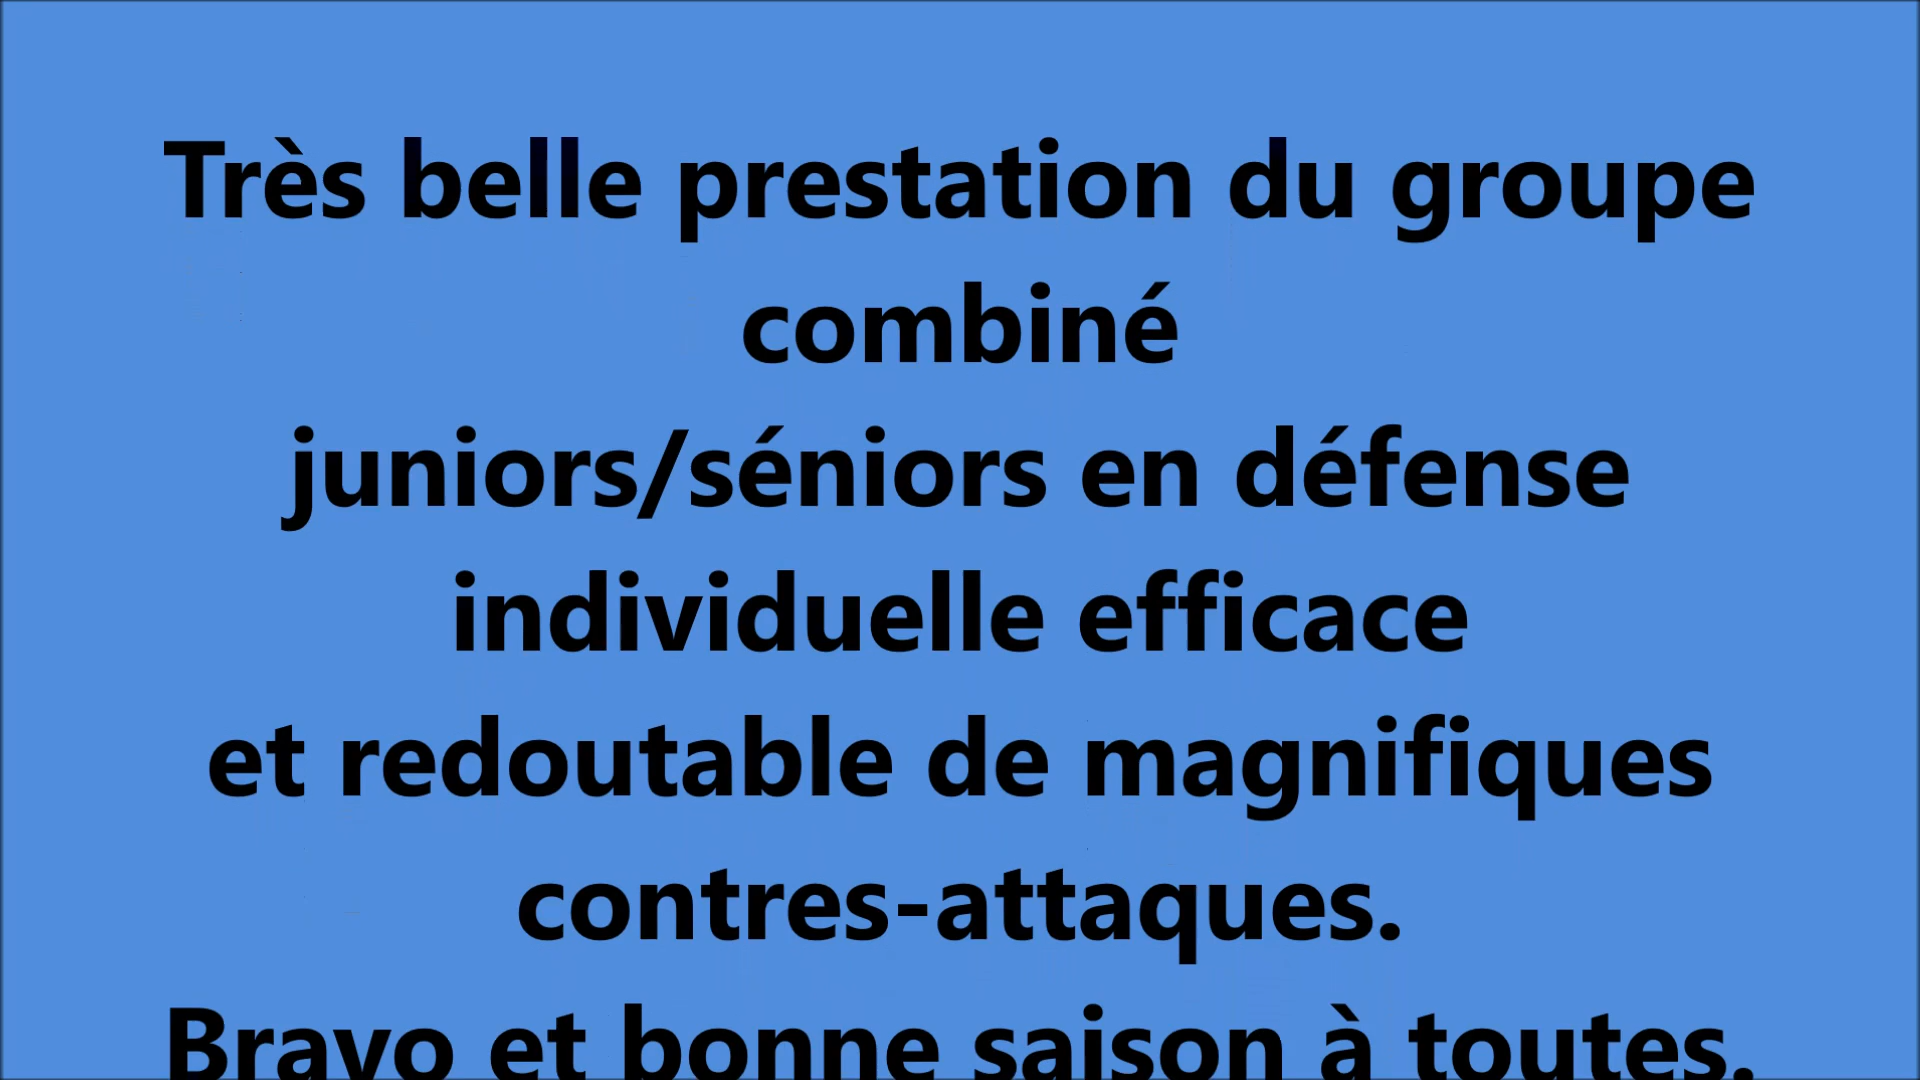 Très belle prestation du groupe
combiné
juniors/séniors en défense
individuelle efficace
et redoutable de magnifiques
contres-attaques.
Bravo et bonne saison à toutes.